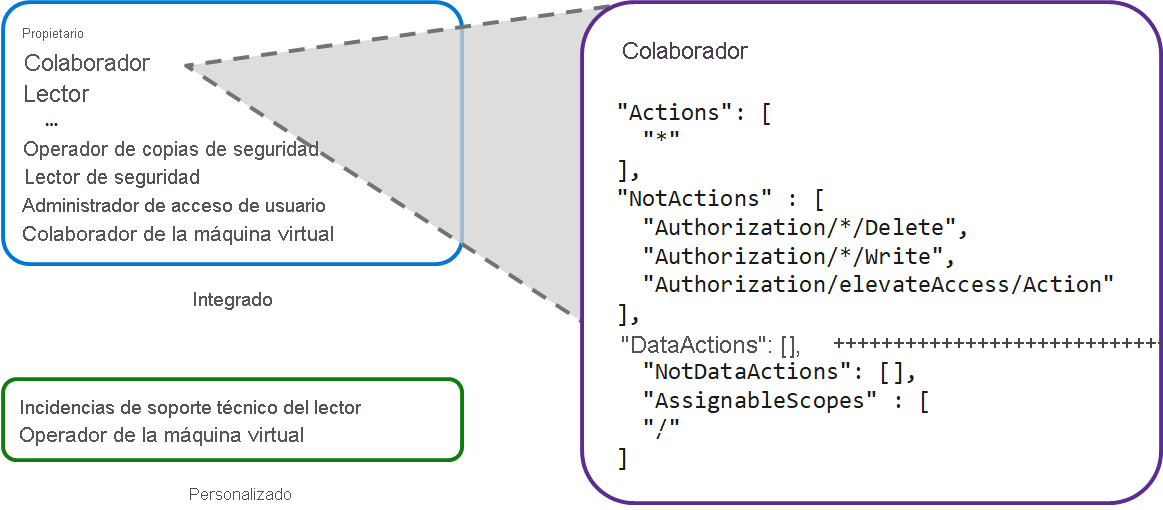 Propietario
Colaborador
Lector
...
Operador de copias de seguridad
Lector de seguridad
Administrador de acceso de usuario
Colaborador de la máquina virtual
Integrado
Incidencias de soporte técnico del lector
Operador de la máquina virtual
Personalizado
Colaborador
"Actions": [
"*"
],
"NotActions" : [
"Authorization/*/Delete",
"Authorization/*/Write",
"Authorization/elevateAccess/Action"
],
"DataActions": [], +++++++++++++++++++++++++++
"NotDataActions": [],
"AssignableScopes" : [
"/"
]